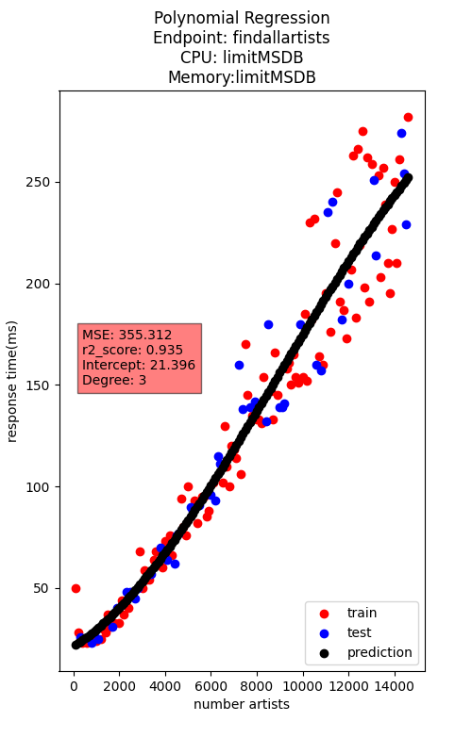 Polynomial Regression
Endpoint: findallartists
CPU: limitMSDB
Memory:limitMSDB
250
200
150
100
50
response time(ms)
MSE: 355.312
r2_score: 0.935
Intercept: 21.396
Degree: 3
train
test
prediction
0 2000 4000 6000 8000 10000 12000 14000
number artists